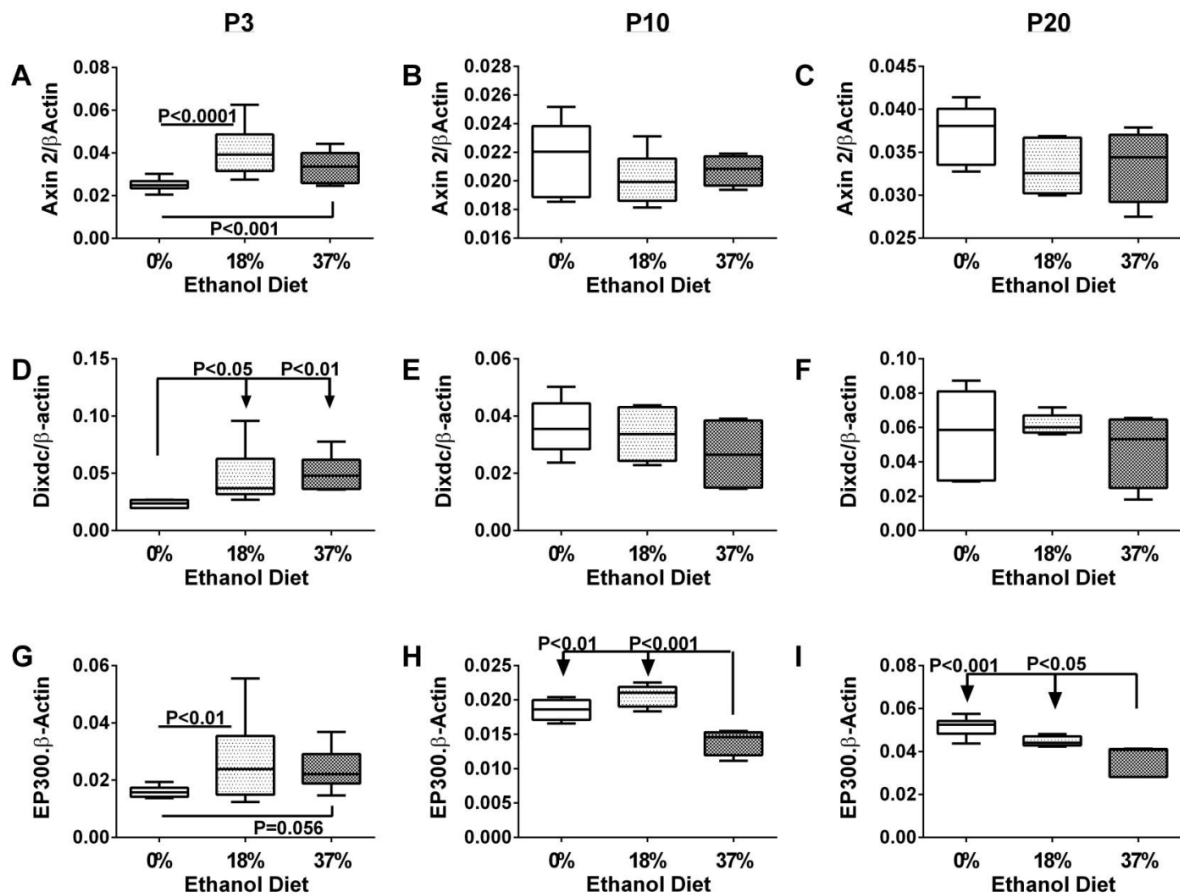 P3
P10
P20
A
Axin 2/βActin
0.08
0.06
0.04
0.02
0.00
P<0.0001
P<0.001
0%
18%
37%
Ethanol Diet
B
Axin 2/βActin
0.028
0.026
0.024
0.022
0.020
0.018
0.016
0%
18%
37%
Ethanol Diet
C
Axin 2/βActin
0.045
0.040
0.035
0.030
0.025
0%
18%
37%
Ethanol Diet
D
Dixdc/β-actin
0.15
0.10
0.05
0.00
P<0.05
P<0.01
0%
18%
37%
Ethanol Diet
E
Dixdc/β-actin
0.06
0.04
0.02
0.00
0%
18%
37%
Ethanol Diet
F
Dixdc/β-actin
0.10
0.08
0.06
0.04
0.02
0.00
0%
18%
37%
Ethanol Diet
G
EP300.β-Actin
0.06
0.04
0.02
0.00
P<0.01
P=0.056
0%
18%
37%
Ethanol Diet
H
EP300.β-Actin
0.025
0.020
0.015
0.010
0.005
0.000
P<0.01
P<0.001
0%
18%
37%
Ethanol Diet
I
EP300.β-Actin
0.08
0.06
0.04
0.02
0.00
P<0.001
P<0.05
0%
18%
37%
Ethanol Diet